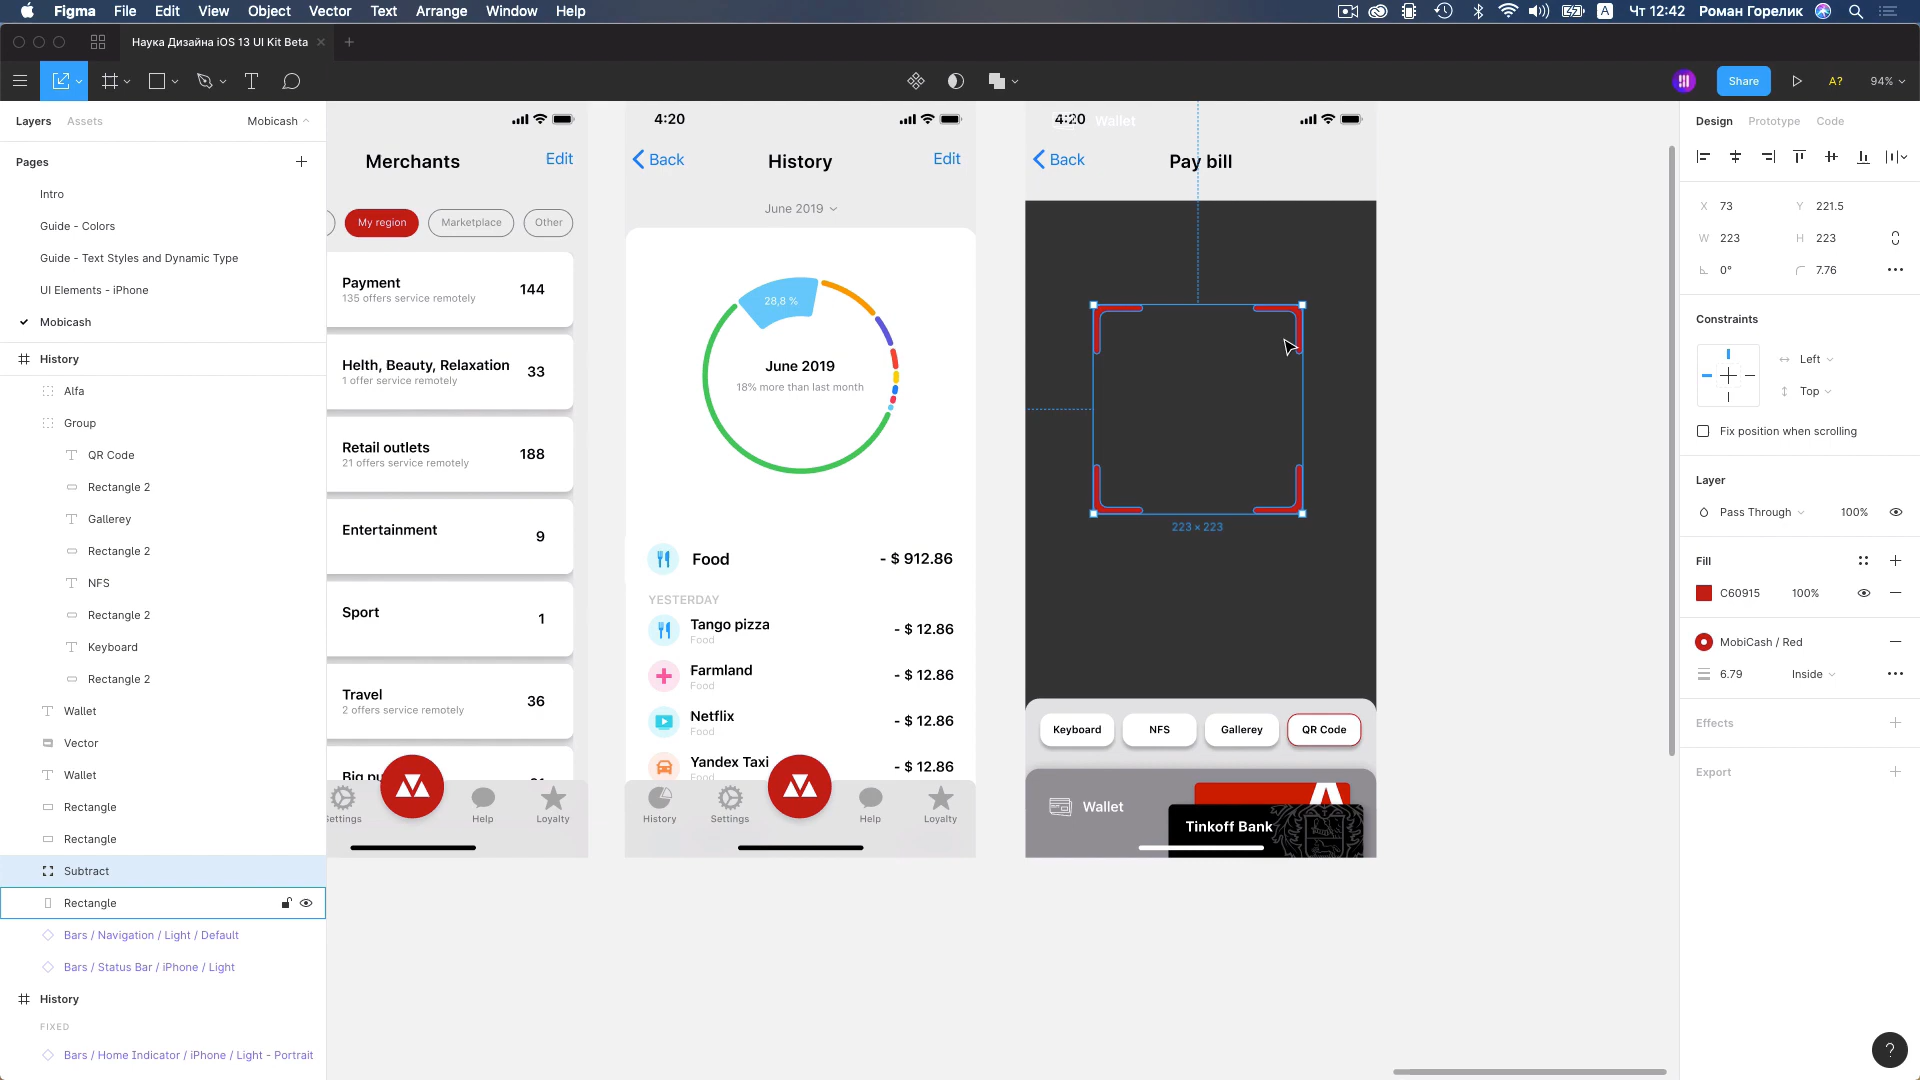 Figma File Edit View Object Vector Text Arrange Window Help
A Чт 12:42 Роман Горелик
Наука Дизайна iOS 13 UI Kit Beta
Share A? 94%
Layers Assets Mobicash
Pages
Intro
Guide - Colors
Guide - Text Styles and Dynamic Type
UI Elements - iPhone
Mobicash
History
Alfa
Group
QR Code
Rectangle 2
Gallerey
Rectangle 2
NFS
Rectangle 2
Keyboard
Rectangle 2
Wallet
Vector
Wallet
Rectangle
Rectangle
Subtract
Rectangle
Bars / Navigation / Light / Default
Bars / Status Bar / iPhone / Light
History
FIXED
Bars / Home Indicator / iPhone / Light - Portrait
Merchants Edit
My region Marketplace Other
Payment
135 offers service remotely
144
Helth, Beauty, Relaxation
1 offer service remotely
33
Retail outlets
21 offers service remotely
188
Entertainment
9
Sport
1
Travel
2 offers service remotely
36
Settings Help Loyalty
4:20
Back History Edit
June 2019
28,8 %
June 2019
18% more than last month
Food - $ 912.86
YESTERDAY
Tango pizza
Food
- $ 12.86
Farmland
Food
- $ 12.86
Netflix
Food
- $ 12.86
Yandex Taxi
Food
- $ 12.86
History Settings Help Loyalty
4:20 Wallet
Back Pay bill
223 × 223
Keyboard NFS Gallerey QR Code
Wallet
Tinkoff Bank
Design Prototype Code
X 73 Y 221.5
W 223 H 223
0° 7.76
Constraints
Left
Top
Fix position when scrolling
Layer
Pass Through 100%
Fill
C60915 100%
MobiCash / Red
6.79 Inside
Effects
Export
?